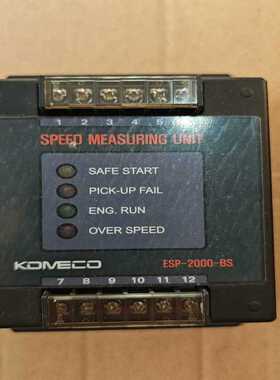 1 2 3 4 5
SPEED MEASURING UNIT
SAFE START
PICK-UP FAIL
ENG. RUN
OVER SPEED
KOMECO ESP-2000-BS
7 8 9 10 11 12